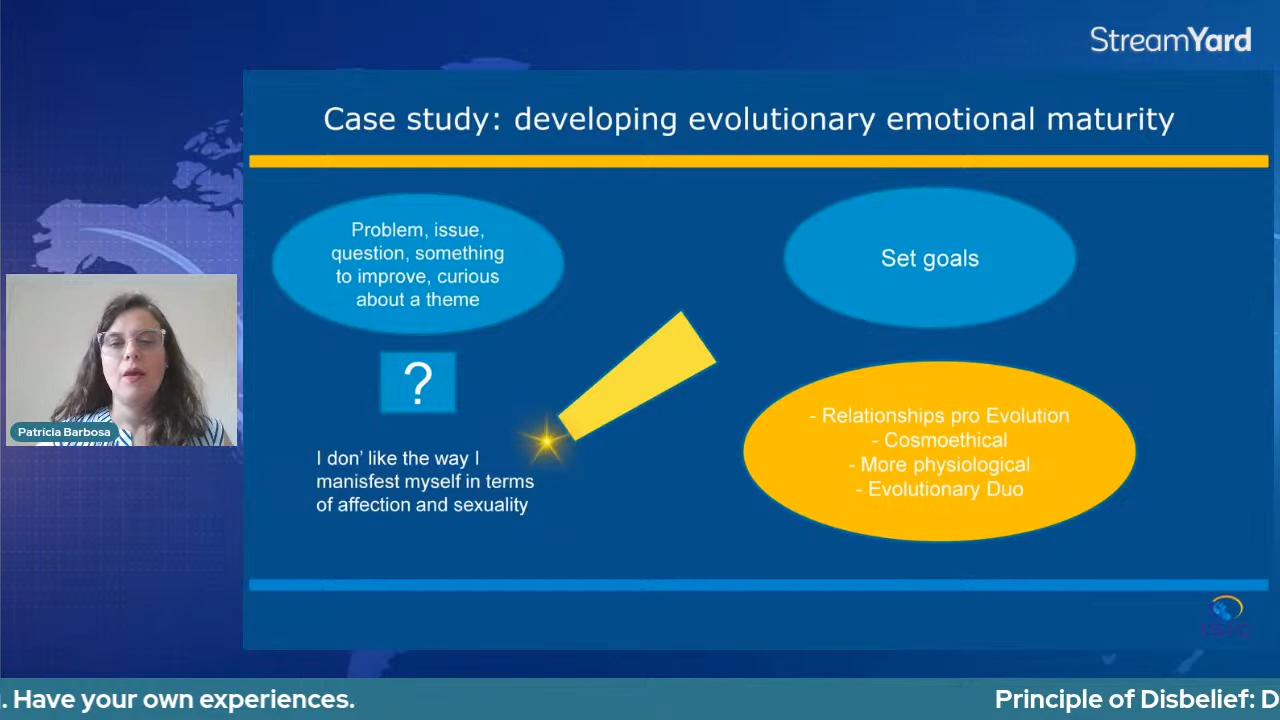 StreamYard
Case study: developing evolutionary emotional maturity
Problem, issue,
question, something
to improve, curious
about a theme
Set goals
?
I don' like the way I
manisfest myself in terms
of affection and sexuality
- Relationships pro Evolution
- Cosmoethical
- More physiological
- Evolutionary Duo
Patrícia Barbosa
. Have your own experiences.
Principle of Disbelief: D